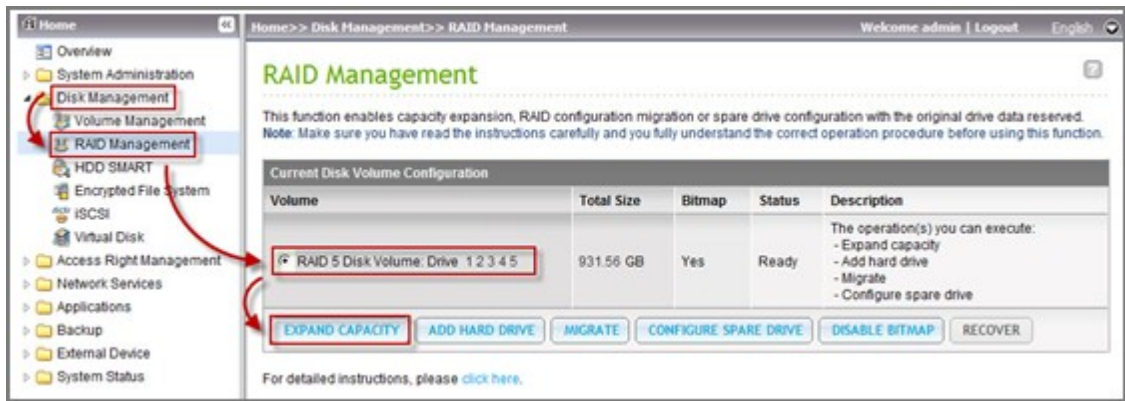 Home
Home>> Disk Management>> RAID Management
Welcome admin | Logout
English
Overview
System Administration
Disk Management
Volume Management
RAID Management
HDD SMART
Encrypted File System
iSCSI
Virtual Disk
Access Right Management
Network Services
Applications
Backup
External Device
System Status
RAID Management
This function enables capacity expansion, RAID configuration migration or spare drive configuration with the original drive data reserved.
Note: Make sure you have read the instructions carefully and you fully understand the correct operation procedure before using this function.
Current Disk Volume Configuration
Volume Total Size Bitmap Status Description
RAID 5 Disk Volume: Drive 1 2 3 4 5 931.56 GB Yes Ready
The operation(s) you can execute:
- Expand capacity
- Add hard drive
- Migrate
- Configure spare drive
EXPAND CAPACITY ADD HARD DRIVE MIGRATE CONFIGURE SPARE DRIVE DISABLE BITMAP RECOVER
For detailed instructions, please click here.